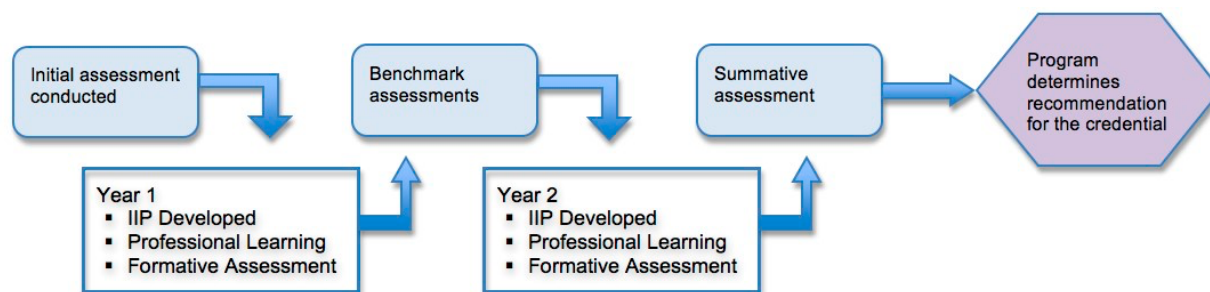 Initial assessment
conducted
Year 1
▪ IIP Developed
▪ Professional Learning
▪ Formative Assessment
Benchmark
assessments
Year 2
▪ IIP Developed
▪ Professional Learning
▪ Formative Assessment
Summative
assessment
Program
determines
recommendation
for the credential